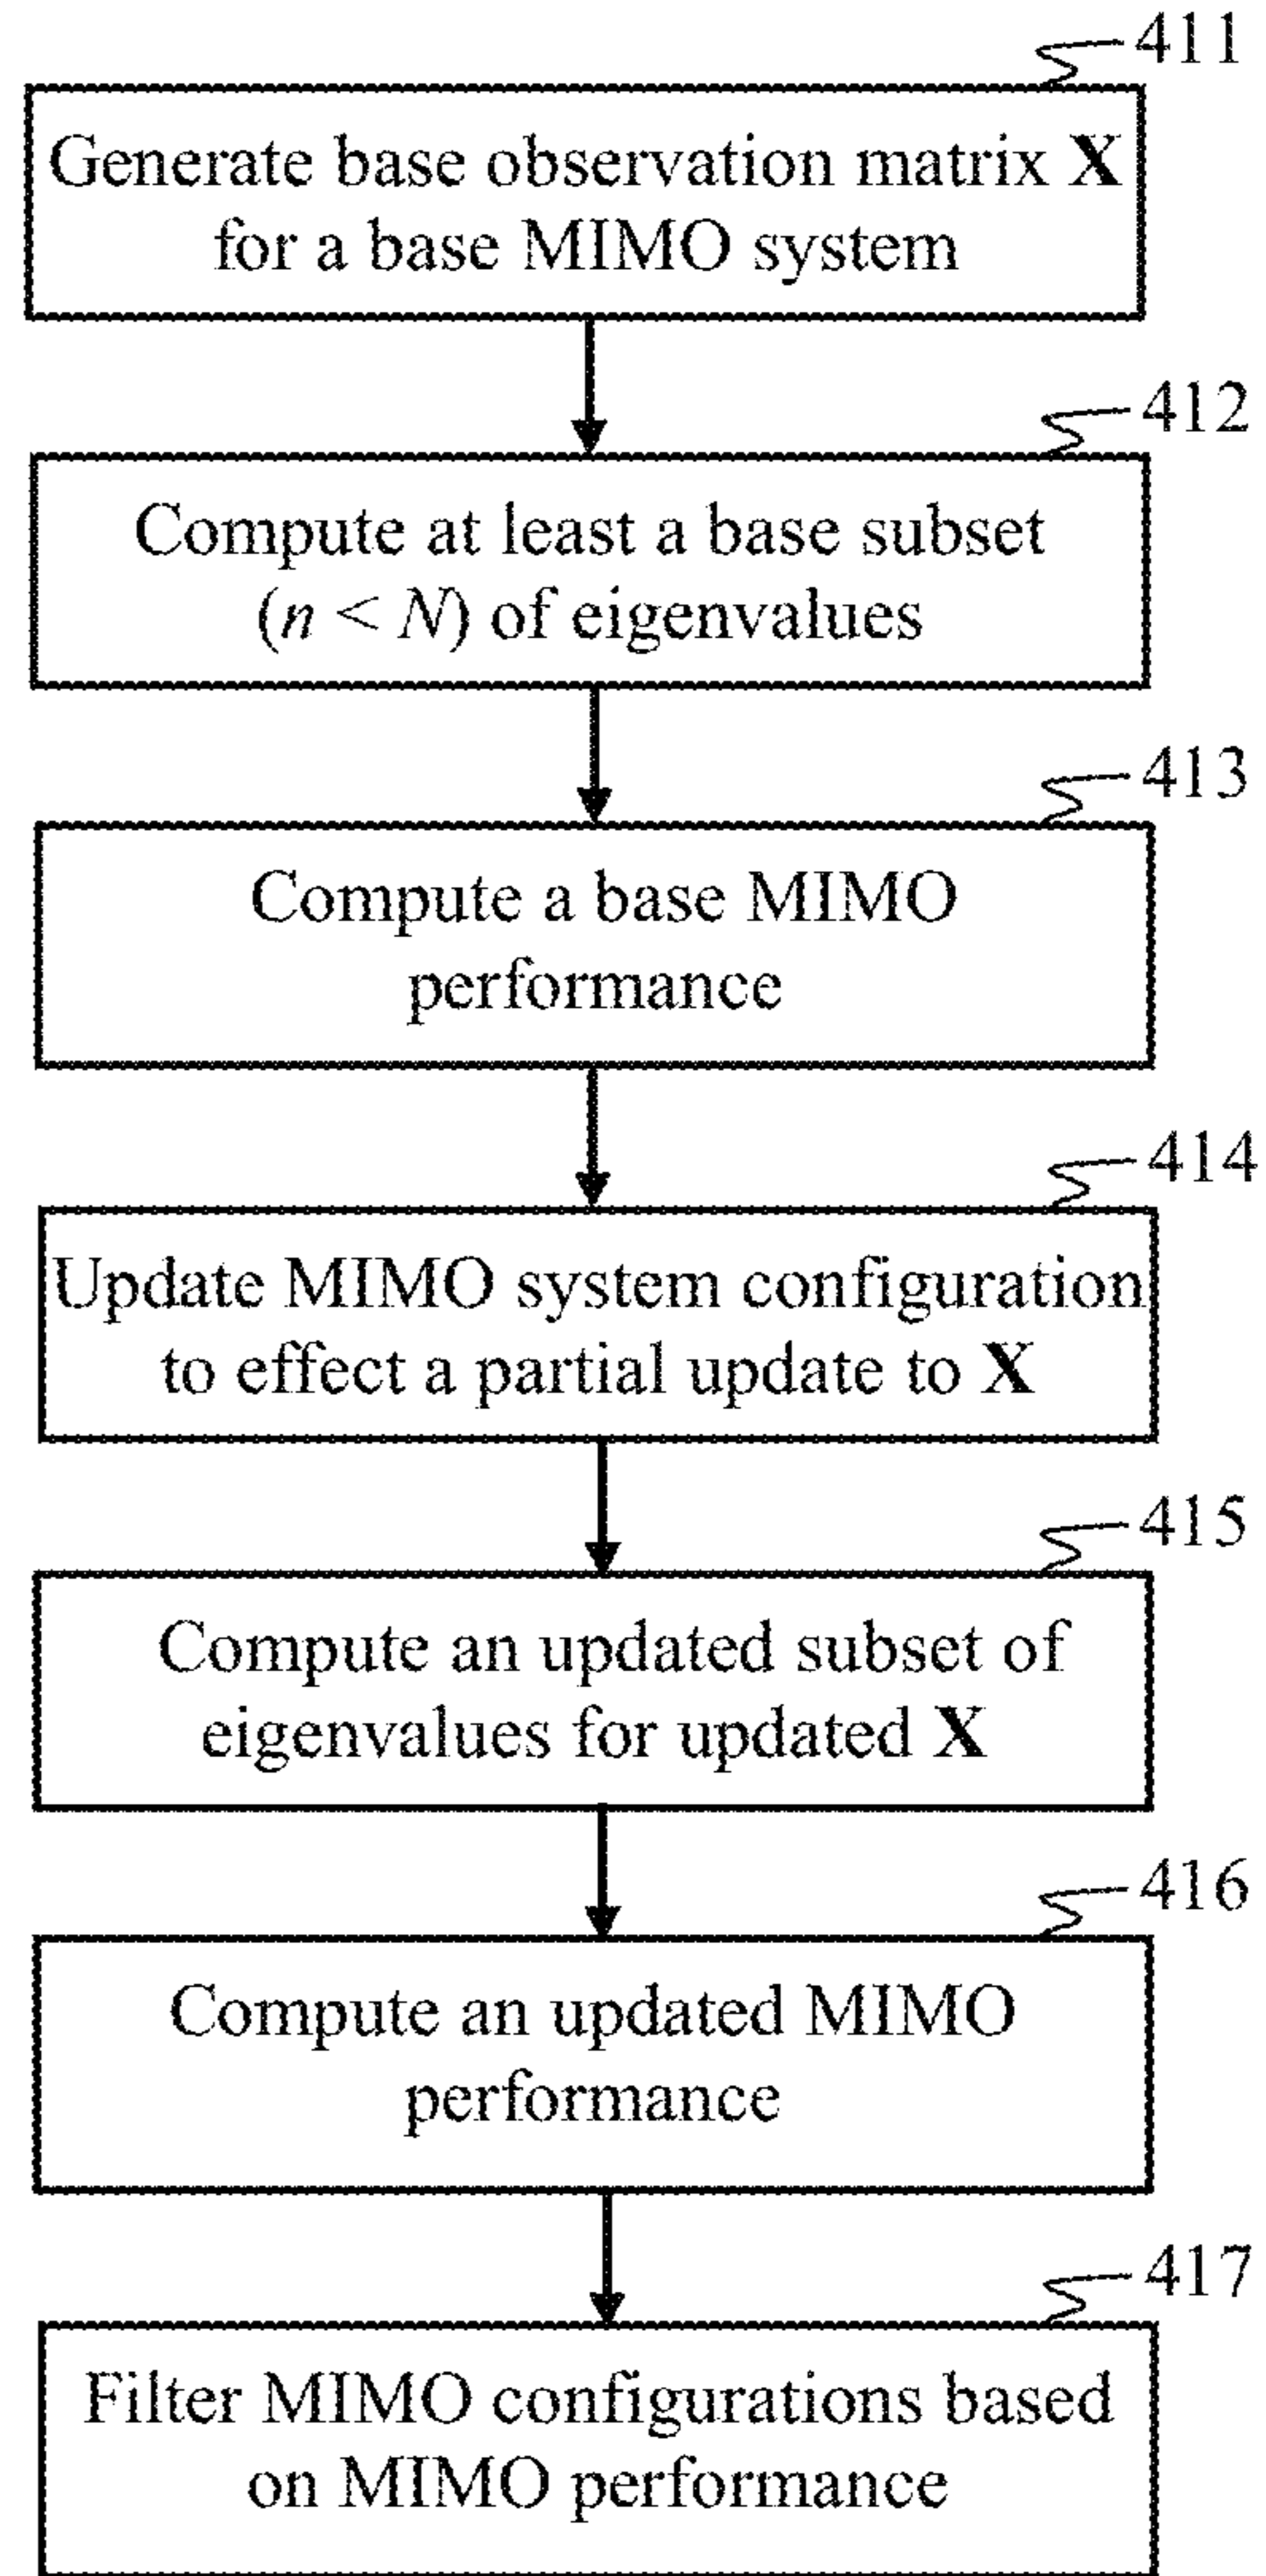 411
Generate base observation matrix X
for a base MIMO system
412
Compute at least a base subset
(n < N) of eigenvalues
413
Compute a base MIMO
performance
414
Update MIMO system configuration
to effect a partial update to X
415
Compute an updated subset of
eigenvalues for updated X
416
Compute an updated MIMO
performance
417
Filter MIMO configurations based
on MIMO performance